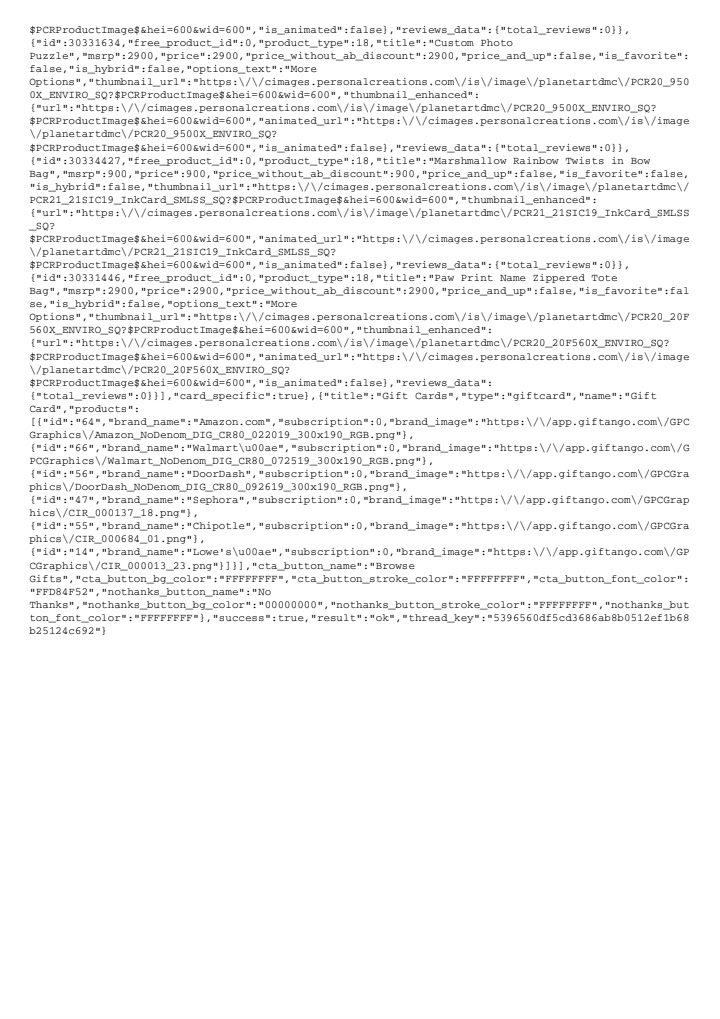 $PCRProductImage$&hei=600&wid=600","is_animated":false},"reviews_data":{"total_reviews":0}},
{"id":30331634,"free_product_id":0,"product_type":18,"title":"Custom Photo
Puzzle","msrp":2900,"price":2900,"price_without_ab_discount":2900,"price_and_up":false,"is_favorite":
false,"is_hybrid":false,"options_text":"More
Options","thumbnail_url":"https:\/\/cimages.personalcreations.com\/is\/image\/planetartdmc\/PCR20_950
0X_ENVIRO_SQ?$PCRProductImage$&hei=600&wid=600","thumbnail_enhanced":
{"url":"https:\/\/cimages.personalcreations.com\/is\/image\/planetartdmc\/PCR20_9500X_ENVIRO_SQ?
$PCRProductImage$&hei=600&wid=600","animated_url":"https:\/\/cimages.personalcreations.com\/is\/image
\/planetartdmc\/PCR20_9500X_ENVIRO_SQ?
$PCRProductImage$&hei=600&wid=600","is_animated":false},"reviews_data":{"total_reviews":0}},
{"id":30334427,"free_product_id":0,"product_type":18,"title":"Marshmallow Rainbow Twists in Bow
Bag","msrp":900,"price":900,"price_without_ab_discount":900,"price_and_up":false,"is_favorite":false,
"is_hybrid":false,"thumbnail_url":"https:\/\/cimages.personalcreations.com\/is\/image\/planetartdmc\/
PCR21_21SIC19_InkCard_SMLSS_SQ?$PCRProductImage$&hei=600&wid=600","thumbnail_enhanced":
{"url":"https:\/\/cimages.personalcreations.com\/is\/image\/planetartdmc\/PCR21_21SIC19_InkCard_SMLSS
_SQ?
$PCRProductImage$&hei=600&wid=600","animated_url":"https:\/\/cimages.personalcreations.com\/is\/image
\/planetartdmc\/PCR21_21SIC19_InkCard_SMLSS_SQ?
$PCRProductImage$&hei=600&wid=600","is_animated":false},"reviews_data":{"total_reviews":0}},
{"id":30331446,"free_product_id":0,"product_type":18,"title":"Paw Print Name Zippered Tote
Bag","msrp":2900,"price":2900,"price_without_ab_discount":2900,"price_and_up":false,"is_favorite":fal
se,"is_hybrid":false,"options_text":"More
Options","thumbnail_url":"https:\/\/cimages.personalcreations.com\/is\/image\/planetartdmc\/PCR20_20F
560X_ENVIRO_SQ?$PCRProductImage$&hei=600&wid=600","thumbnail_enhanced":
{"url":"https:\/\/cimages.personalcreations.com\/is\/image\/planetartdmc\/PCR20_20F560X_ENVIRO_SQ?
$PCRProductImage$&hei=600&wid=600","animated_url":"https:\/\/cimages.personalcreations.com\/is\/image
\/planetartdmc\/PCR20_20F560X_ENVIRO_SQ?
$PCRProductImage$&hei=600&wid=600","is_animated":false},"reviews_data":
{"total_reviews":0}}],"card_specific":true},{"title":"Gift Cards","type":"giftcard","name":"Gift
Card","products":
[{"id":"64","brand_name":"Amazon.com","subscription":0,"brand_image":"https:\/\/app.giftango.com\/GPC
Graphics\/Amazon_NoDenom_DIG_CR80_022019_300x190_RGB.png"},
{"id":"66","brand_name":"Walmart\u00ae","subscription":0,"brand_image":"https:\/\/app.giftango.com\/G
PCGraphics\/Walmart_NoDenom_DIG_CR80_072519_300x190_RGB.png"},
{"id":"56","brand_name":"DoorDash","subscription":0,"brand_image":"https:\/\/app.giftango.com\/GPCGra
phics\/DoorDash_NoDenom_DIG_CR80_092619_300x190_RGB.png"},
{"id":"47","brand_name":"Sephora","subscription":0,"brand_image":"https:\/\/app.giftango.com\/GPCGrap
hics\/CIR_000137_18.png"},
{"id":"55","brand_name":"Chipotle","subscription":0,"brand_image":"https:\/\/app.giftango.com\/GPCGra
phics\/CIR_000684_01.png"},
{"id":"14","brand_name":"Lowe's\u00ae","subscription":0,"brand_image":"https:\/\/app.giftango.com\/GP
CGraphics\/CIR_000013_23.png"}]}],"cta_button_name":"Browse
Gifts","cta_button_bg_color":"FFFFFFFF","cta_button_stroke_color":"FFFFFFFF","cta_button_font_color":
"FFD84F52","nothanks_button_name":"No
Thanks","nothanks_button_bg_color":"00000000","nothanks_button_stroke_color":"FFFFFFFF","nothanks_but
ton_font_color":"FFFFFFFF"},"success":true,"result":"ok","thread_key":"5396560df5cd3686ab8b0512ef1b68
b25124c692"}